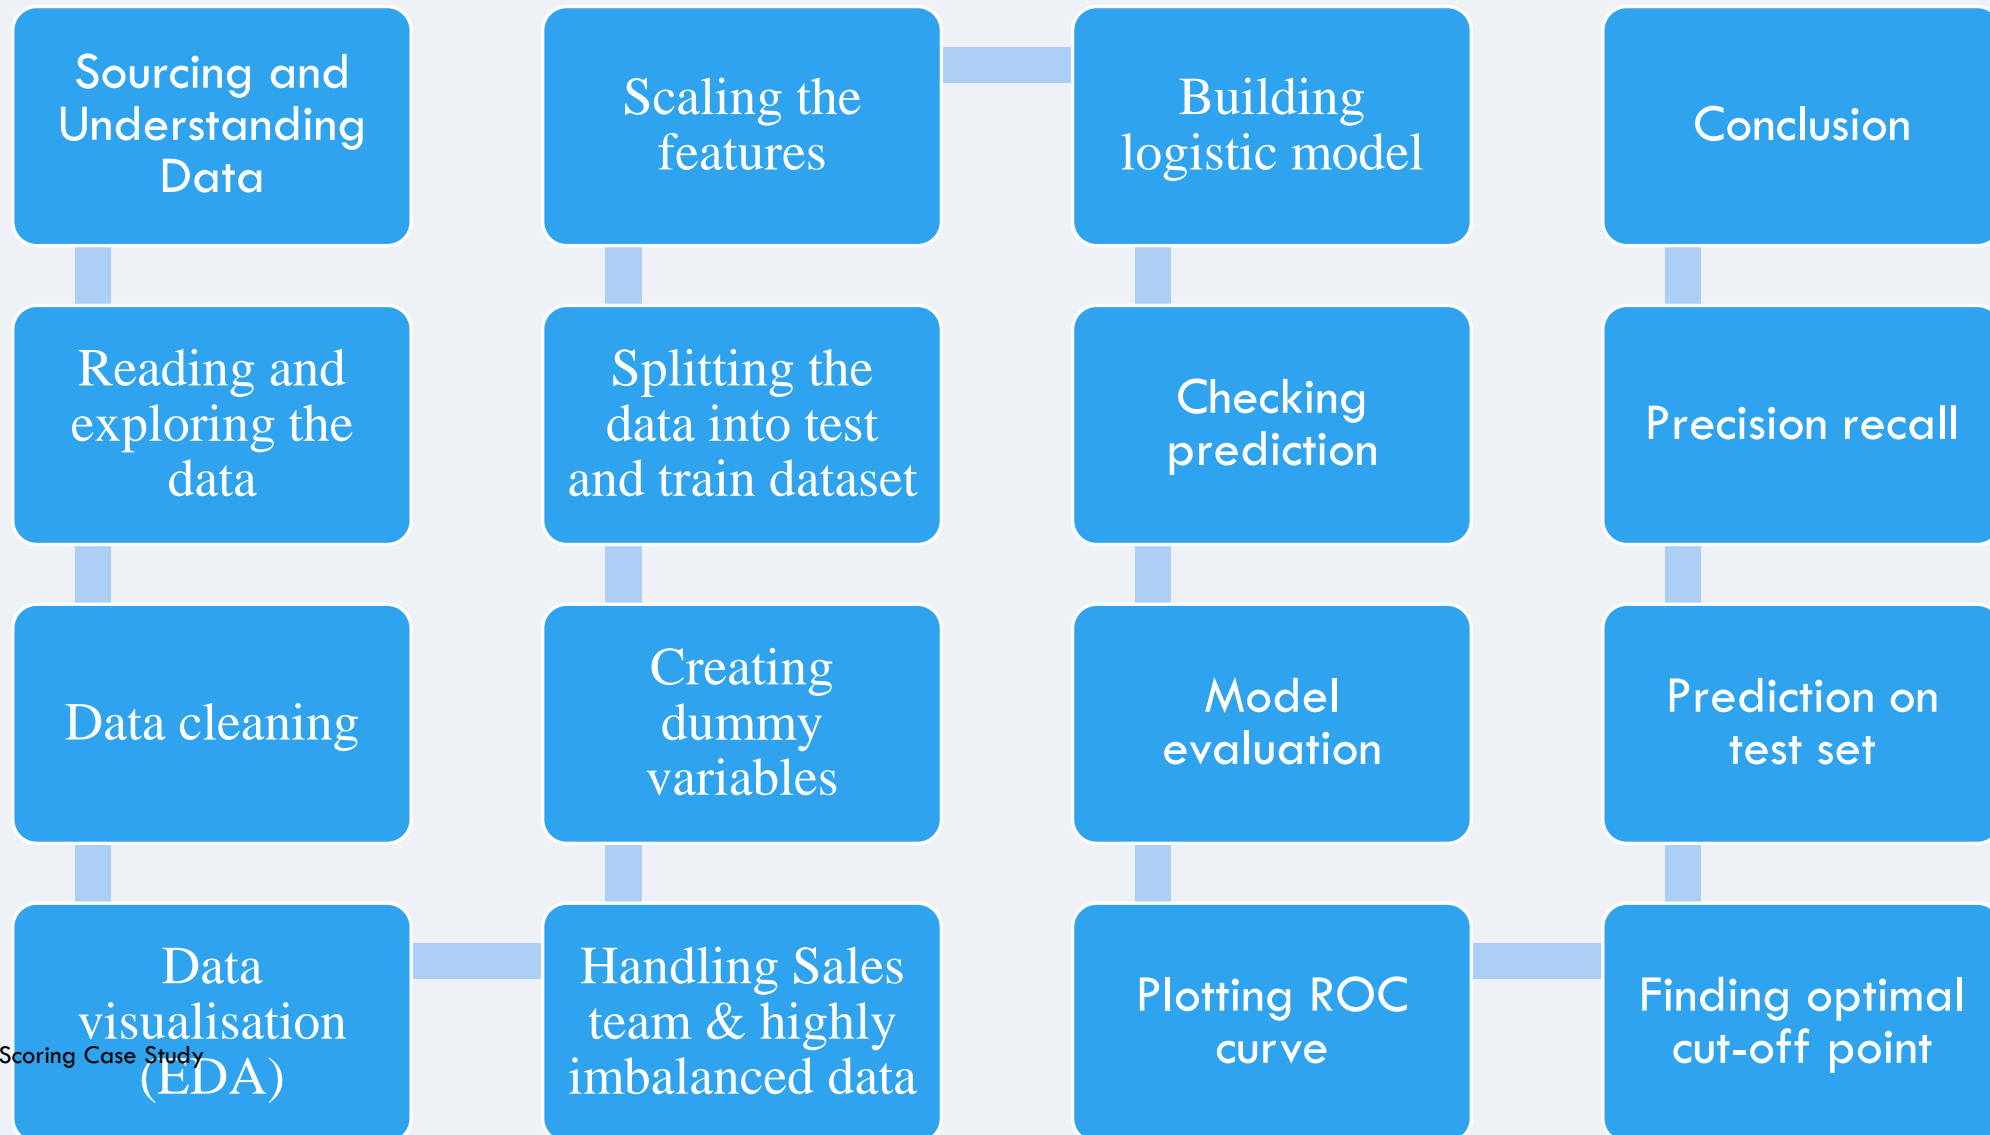 Sourcing and
Understanding
Data
Reading and
exploring the
data
Data cleaning
Data
visualisation
(EDA)
Scoring Case Study
Handling Sales
team & highly
imbalanced data
Creating
dummy
variables
Splitting the
data into test
and train dataset
Scaling the
features
Building
logistic model
Checking
prediction
Model
evaluation
Plotting ROC
curve
Finding optimal
cut-off point
Prediction on
test set
Precision recall
Conclusion